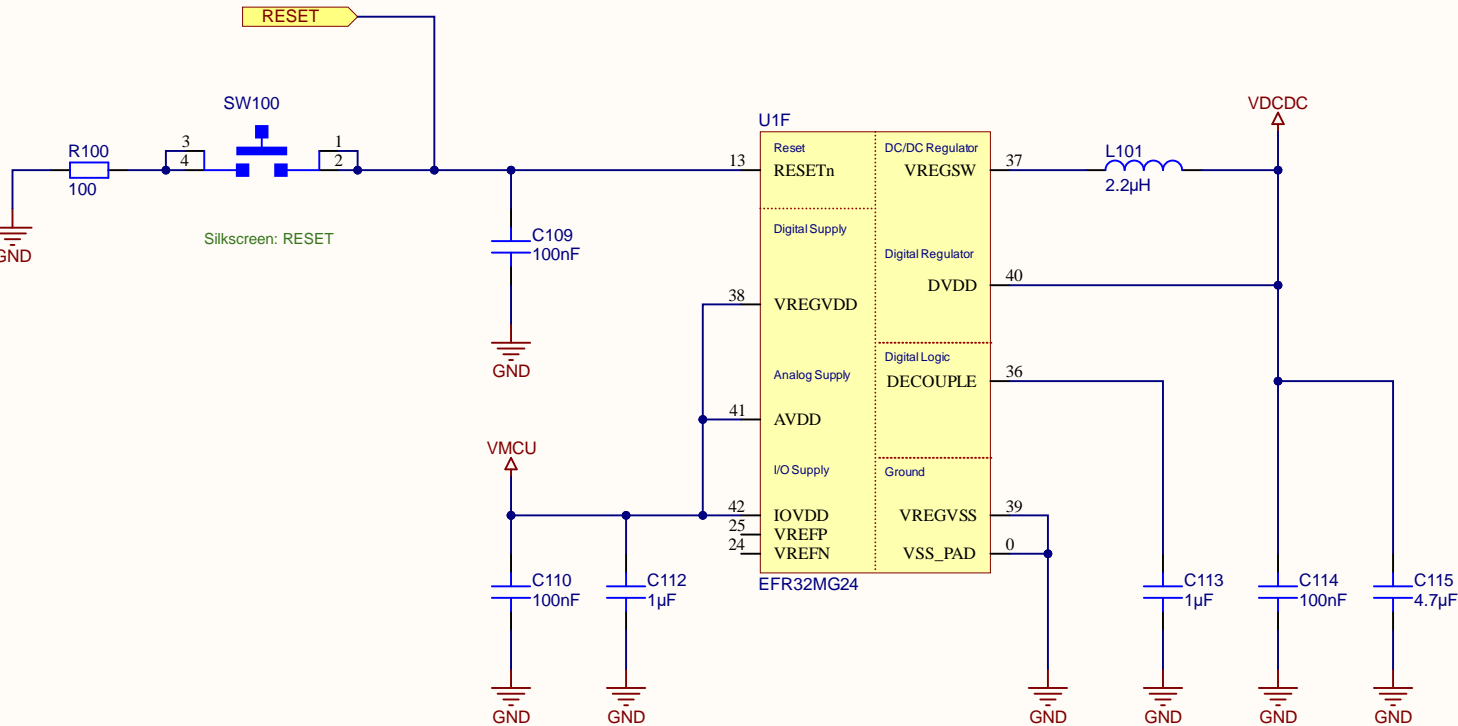 RESET
SW100
3
4
1
2
R100
100
GND
Silkscreen: RESET
C109
100nF
GND
VMCU
C110
100nF
GND
C112
1µF
GND
U1F
Reset
13
RESETn
Digital Supply
38
VREGVDD
Analog Supply
41
AVDD
I/O Supply
42
IOVDD
25
VREFP
24
VREFN
DC/DC Regulator
VREGSW
37
Digital Regulator
DVDD
40
Digital Logic
DECOUPLE
36
Ground
VREGVSS
39
VSS_PAD
0
EFR32MG24
L101
2.2µH
VDCDC
GND
C113
1µF
GND
C114
100nF
GND
C115
4.7µF
GND